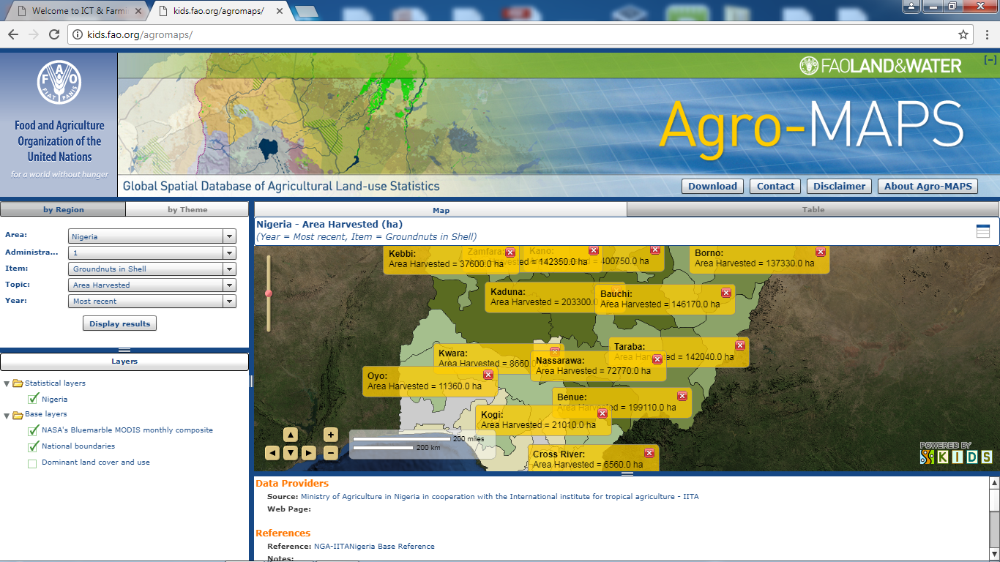 Welcome to ICT & Farmi
kids.fao.org/agromaps/
kids.fao.org/agromaps/
FAO
FIAT PANIS
Food and Agriculture
Organization of the
United Nations
for a world without hunger
FAO LAND&WATER
[–]
Agro-MAPS
Global Spatial Database of Agricultural Land-use Statistics
Download
Contact
Disclaimer
About Agro-MAPS
by Region
by Theme
Area:
Nigeria
Administra...
1
Item:
Groundnuts in Shell
Topic:
Area Harvested
Year:
Most recent
Display results
Layers
Statistical layers
Nigeria
Base layers
NASA's Bluemarble MODIS monthly composite
National boundaries
Dominant land cover and use
Map
Table
Nigeria - Area Harvested (ha)
(Year = Most recent, Item = Groundnuts in Shell)
Kebbi:
Area Harvested = 37600.0 ha
Zamfara:
= 142350.0 ha
Kano:
= 400750.0 ha
Borno:
Area Harvested = 137330.0 ha
Kaduna:
Area Harvested = 203300.0
Bauchi:
Area Harvested = 146170.0 ha
Kwara:
Area Harvested = 8660.
Taraba:
Area Harvested = 142040.0 ha
Nassarawa:
Area Harvested = 72770.0 ha
Oyo:
Area Harvested = 11360.0 ha
Benue:
Area Harvested = 199110.0 ha
Kogi:
Area Harvested = 21010.0 ha
Cross River:
Area Harvested = 6560.0 ha
200 miles
200 km
POWERED BY
KIDS
Data Providers
Source: Ministry of Agriculture in Nigeria in cooperation with the International institute for tropical agriculture - IITA
Web Page:
References
Reference: NGA-IITANigeria Base Reference
Notes: